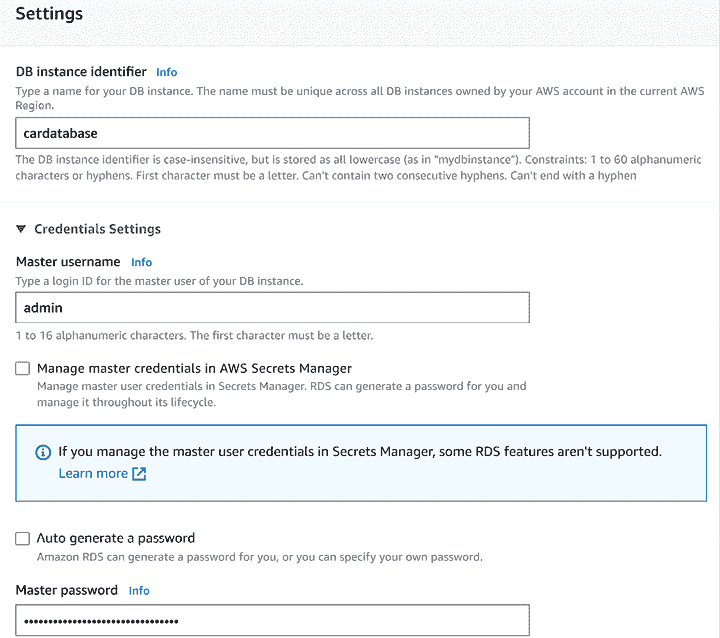 Settings
DB instance identifier Info
Type a name for your DB instance. The name must be unique across all DB instances owned by your AWS account in the current AWS
Region.
cardatabase
The DB instance identifier is case-insensitive, but is stored as all lowercase (as in "mydbinstance"). Constraints: 1 to 60 alphanumeric
characters or hyphens. First character must be a letter. Can't contain two consecutive hyphens. Can't end with a hyphen
Credentials Settings
Master username Info
Type a login ID for the master user of your DB instance.
admin
1 to 16 alphanumeric characters. The first character must be a letter.
Manage master credentials in AWS Secrets Manager
Manage master user credentials in Secrets Manager. RDS can generate a password for you and
manage it throughout its lifecycle.
If you manage the master user credentials in Secrets Manager, some RDS features aren't supported.
Learn more
Auto generate a password
Amazon RDS can generate a password for you, or you can specify your own password.
Master password Info